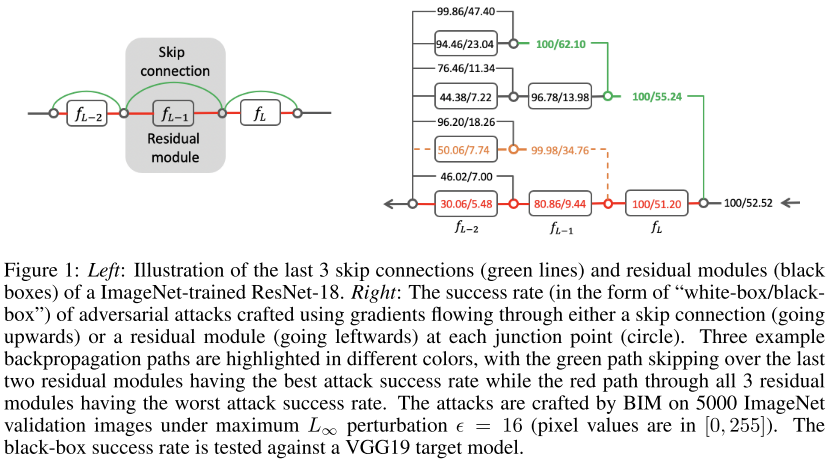 Skip
connection
f_{L-2}
f_{L-1}
f_L
Residual
module
99.86/47.40
94.46/23.04
100/62.10
76.46/11.34
44.38/7.22
96.78/13.98
100/55.24
96.20/18.26
50.06/7.74
99.98/34.76
46.02/7.00
30.06/5.48
80.86/9.44
100/51.20
100/52.52
f_{L-2}
f_{L-1}
f_L
Figure 1: Left: Illustration of the last 3 skip connections (green lines) and residual modules (black
boxes) of a ImageNet-trained ResNet-18. Right: The success rate (in the form of “white-box/black-
box”) of adversarial attacks crafted using gradients flowing through either a skip connection (going
upwards) or a residual module (going leftwards) at each junction point (circle). Three example
backpropagation paths are highlighted in different colors, with the green path skipping over the last
two residual modules having the best attack success rate while the red path through all 3 residual
modules having the worst attack success rate. The attacks are crafted by BIM on 5000 ImageNet
validation images under maximum L∞ perturbation ϵ = 16 (pixel values are in [0, 255]). The
black-box success rate is tested against a VGG19 target model.